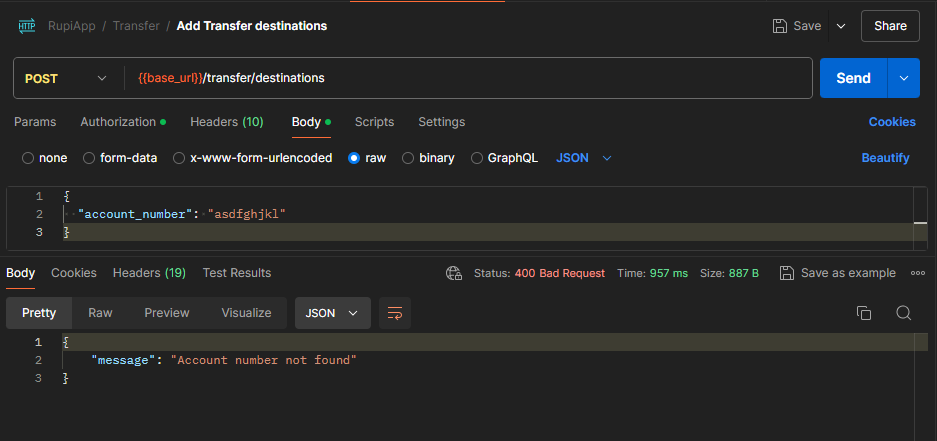 HTTP RupiApp / Transfer / Add Transfer destinations Save Share
POST {{base_url}}/transfer/destinations Send
Params Authorization Headers (10) Body Scripts Settings Cookies
none form-data x-www-form-urlencoded raw binary GraphQL JSON Beautify
1 {
2 "account_number": "asdfghjkl"
3 }
Body Cookies Headers (19) Test Results Status: 400 Bad Request Time: 957 ms Size: 887 B Save as example
Pretty Raw Preview Visualize JSON
1 {
2 "message": "Account number not found"
3 }